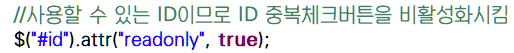 //사용할 수 있는 ID이므로 ID 중복체크버튼을 비활성화시킴
$("#id").attr("readonly", true);